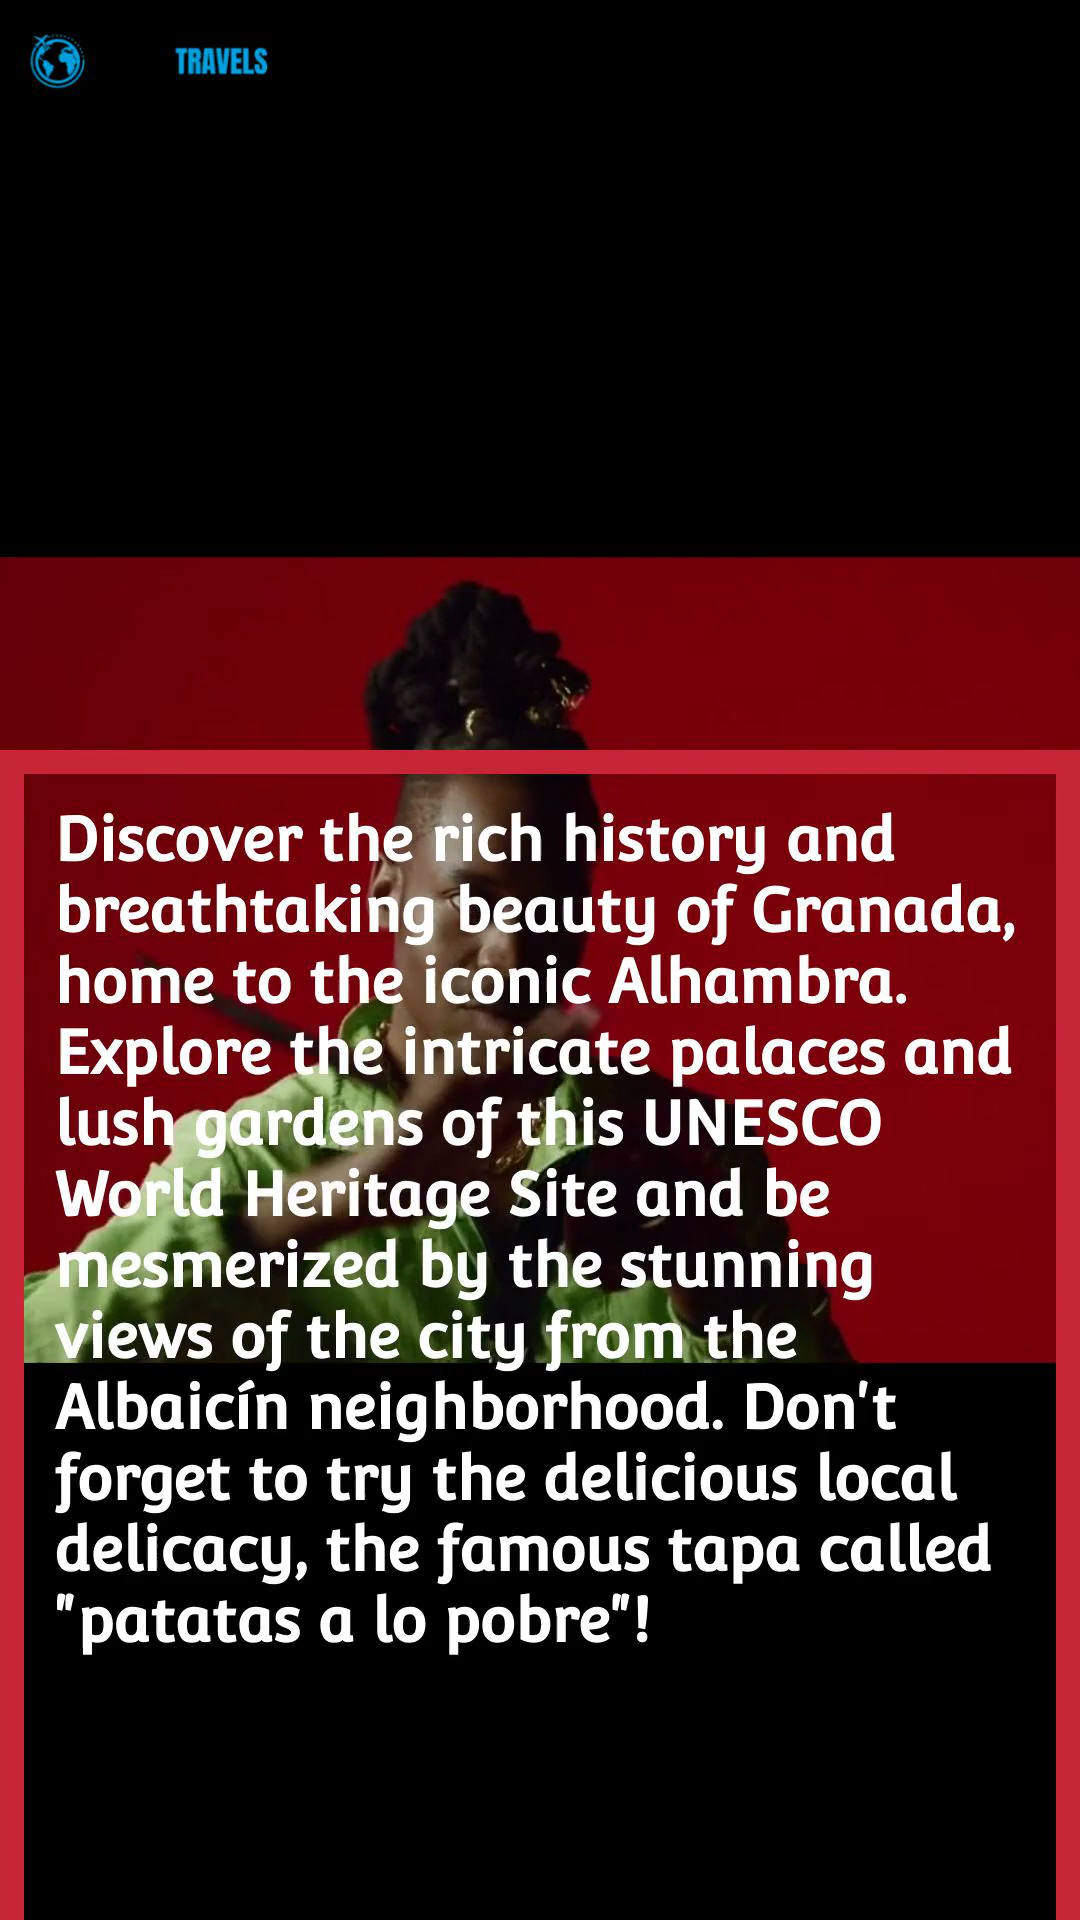 TRAVELS
Discover the rich history and
breathtaking beauty of Granada,
home to the iconic Alhambra.
Explore the intricate palaces and
lush gardens of this UNESCO
World Heritage Site and be
mesmerized by the stunning
views of the city from the
Albaicín neighborhood. Don't
forget to try the delicious local
delicacy, the famous tapa called
"patatas a lo pobre"!